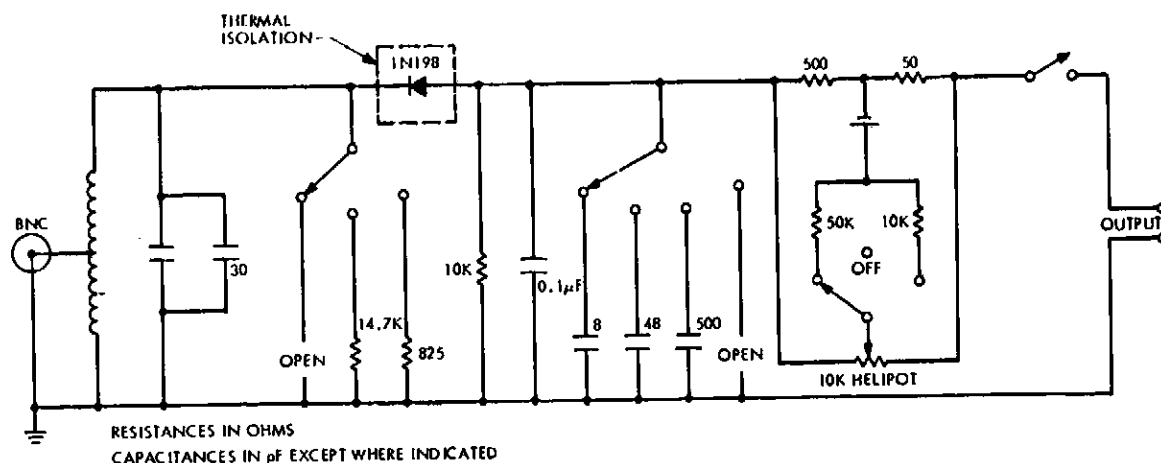 THERMAL
ISOLATION
1N198
500
50
BNC
30
10K
0.1μF
50K
10K
OFF
OUTPUT
14.7K
825
8
48
500
OPEN
OPEN
10K HELIPOT
RESISTANCES IN OHMS
CAPACITANCES IN pF EXCEPT WHERE INDICATED